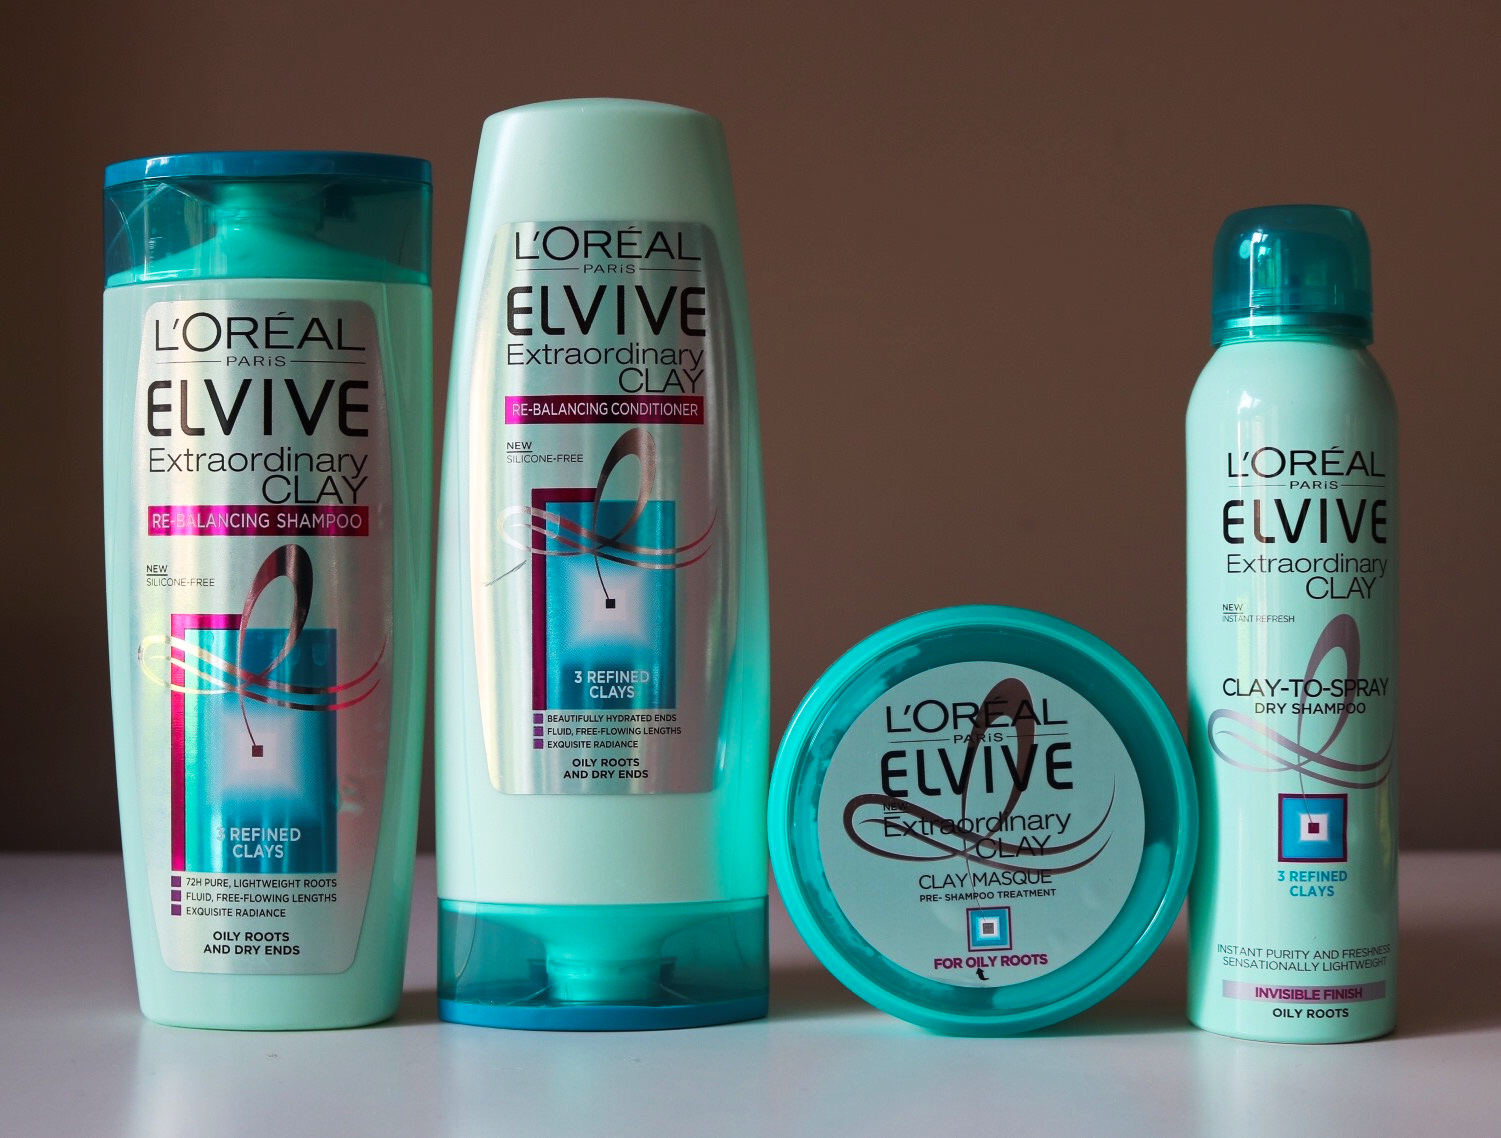 L'ORÉAL
PARiS
ELVIVE
Extraordinary
CLAY
RE-BALANCING SHAMPOO
NEW
SILICONE-FREE
3 REFINED
CLAYS
72H PURE, LIGHTWEIGHT ROOTS
FLUID, FREE-FLOWING LENGTHS
EXQUISITE RADIANCE
OILY ROOTS
AND DRY ENDS
L'ORÉAL
PARiS
ELVIVE
Extraordinary
CLAY
RE-BALANCING CONDITIONER
NEW
SILICONE-FREE
3 REFINED
CLAYS
BEAUTIFULLY HYDRATED ENDS
FLUID, FREE-FLOWING LENGTHS
EXQUISITE RADIANCE
OILY ROOTS
AND DRY ENDS
L'ORÉAL
PARiS
ELVIVE
NEW
Extraordinary
CLAY
CLAY MASQUE
PRE- SHAMPOO TREATMENT
FOR OILY ROOTS
L'ORÉAL
PARiS
ELVIVE
Extraordinary
CLAY
NEW
INSTANT REFRESH
CLAY-TO-SPRAY
DRY SHAMPOO
3 REFINED
CLAYS
INSTANT PURITY AND FRESHNESS
SENSATIONALLY LIGHTWEIGHT
INVISIBLE FINISH
OILY ROOTS